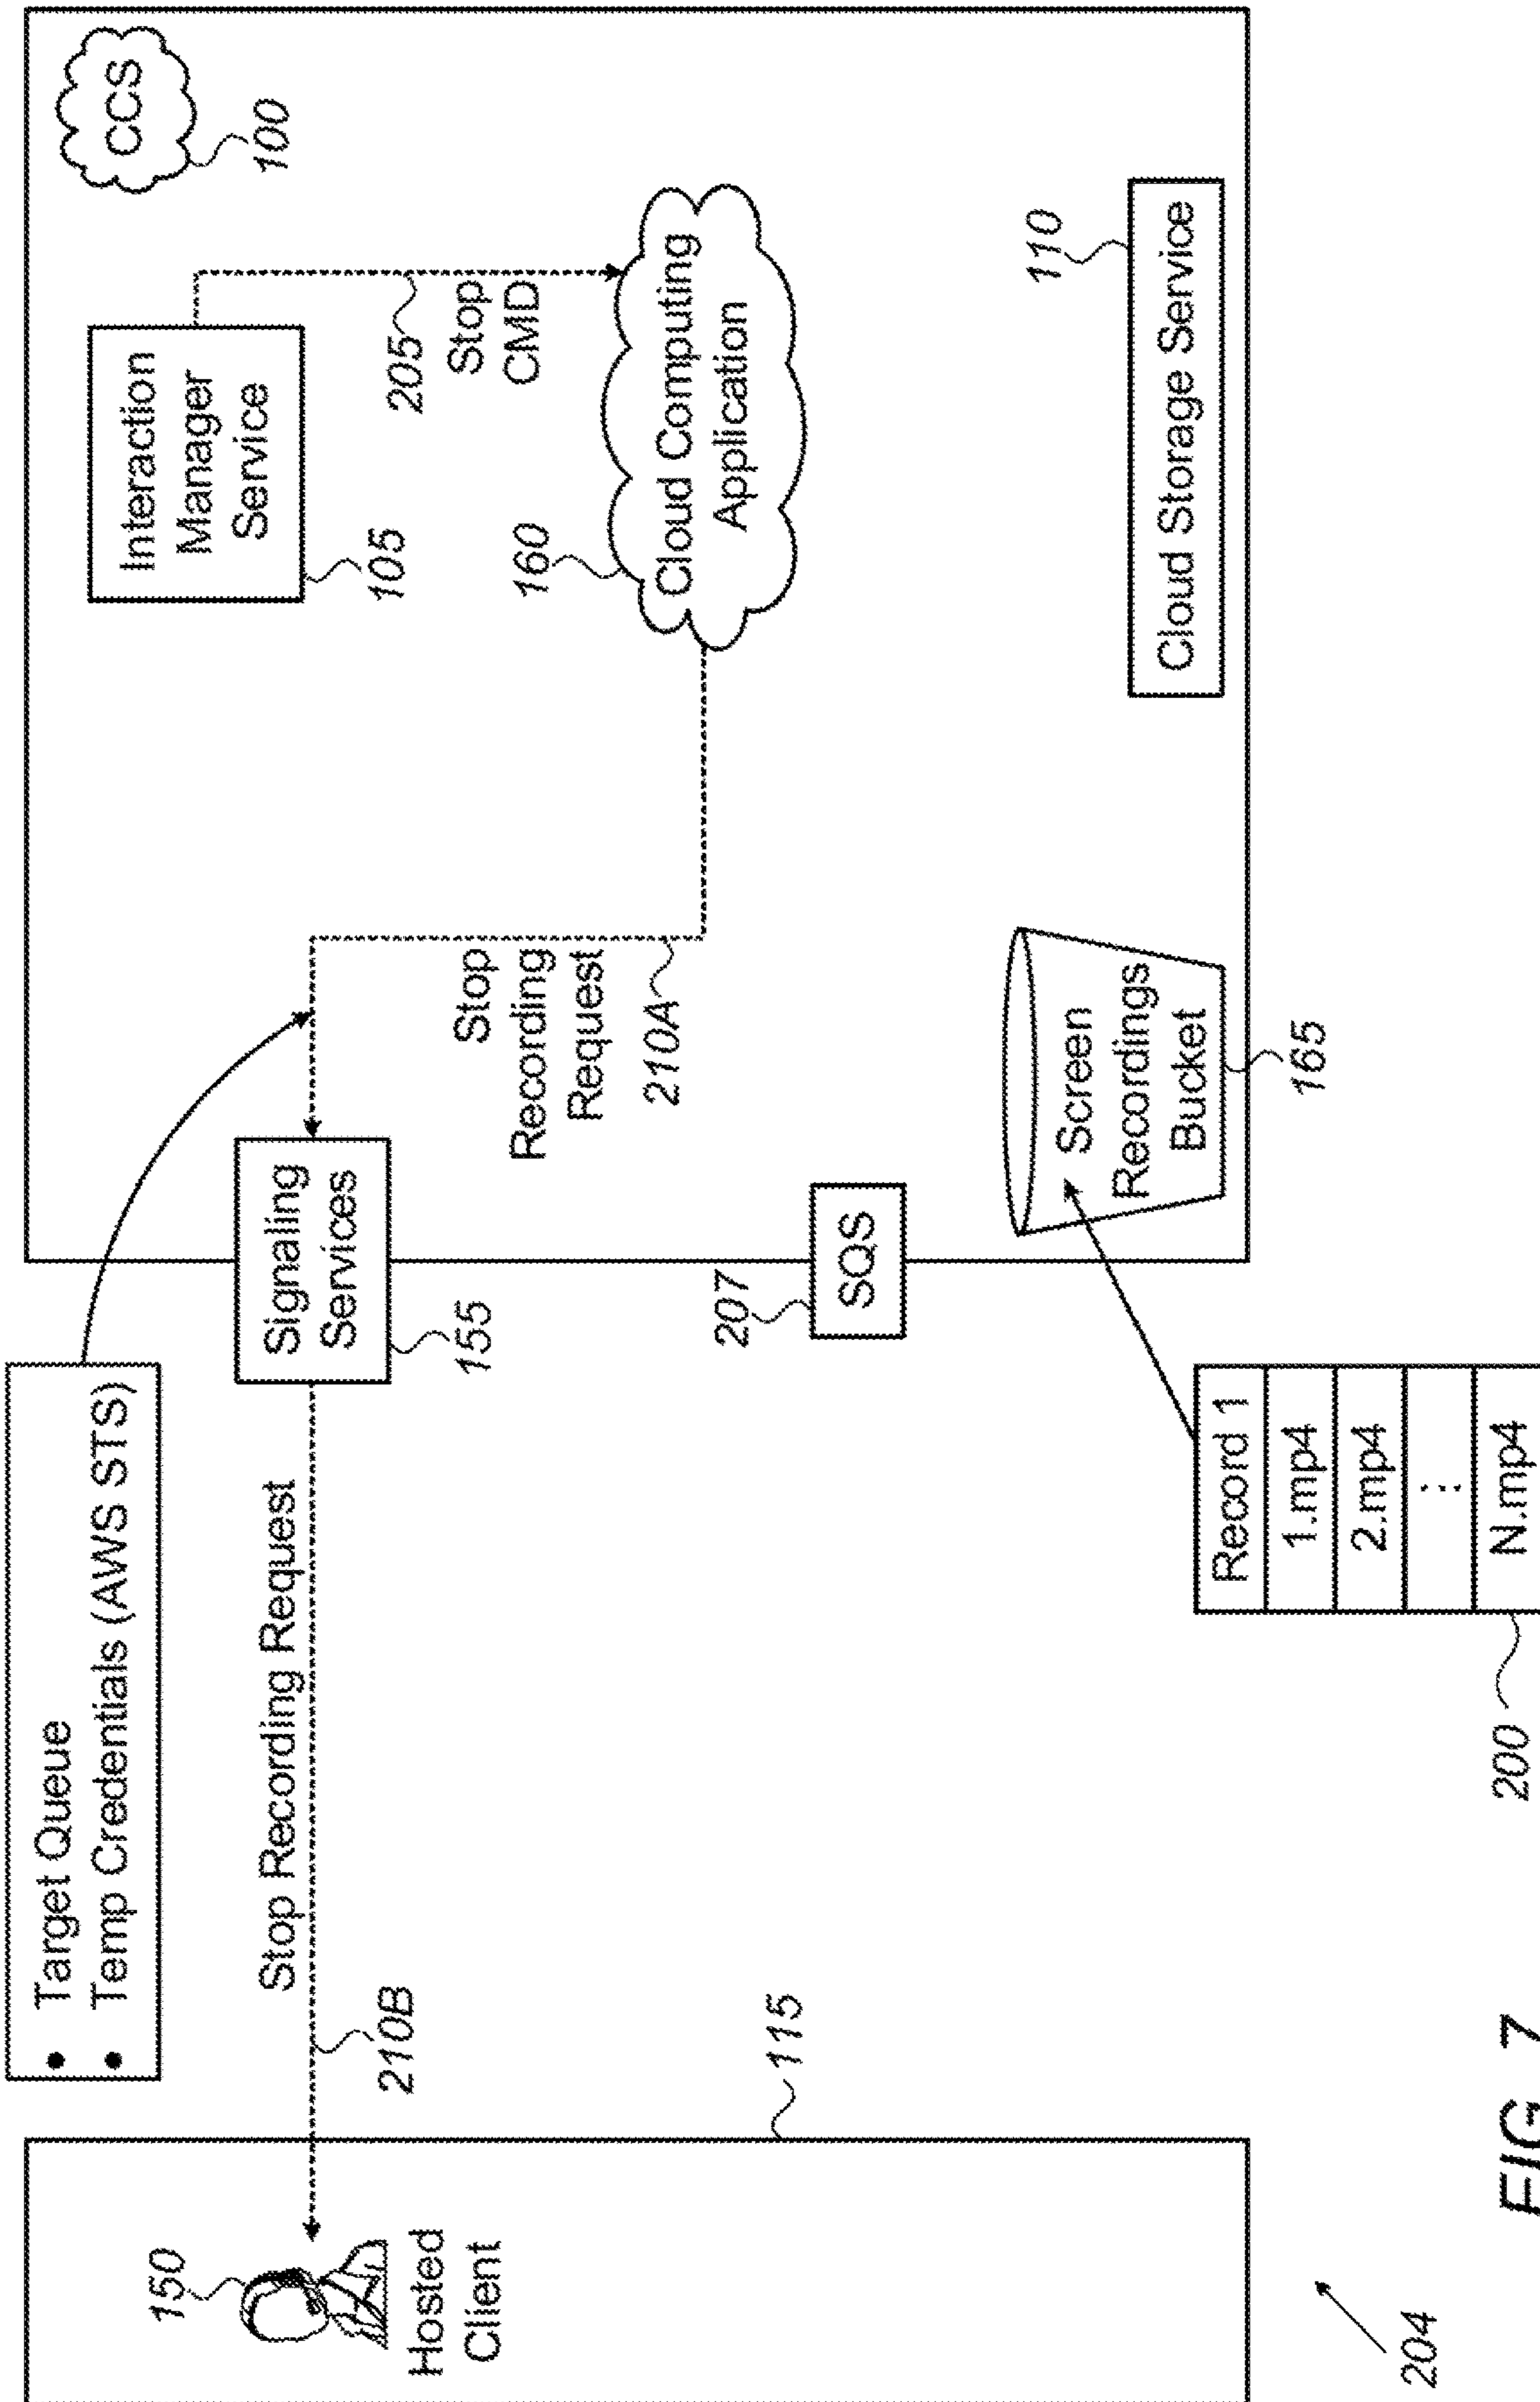 Target Queue
Temp Credentials (AWS STS)
150
Hosted
Client
115
204
Stop Recording Request
210B
Signaling
Services
155
Stop
Recording
Request
210A
Interaction
Manager
Service
105
205
Stop
CMD
CCS
100
160
Cloud Computing
Application
207
SQS
Screen
Recordings
Bucket
165
110
Cloud Storage Service
Record 1
1.mp4
2.mp4
⋮
N.mp4
200
FIG. 7